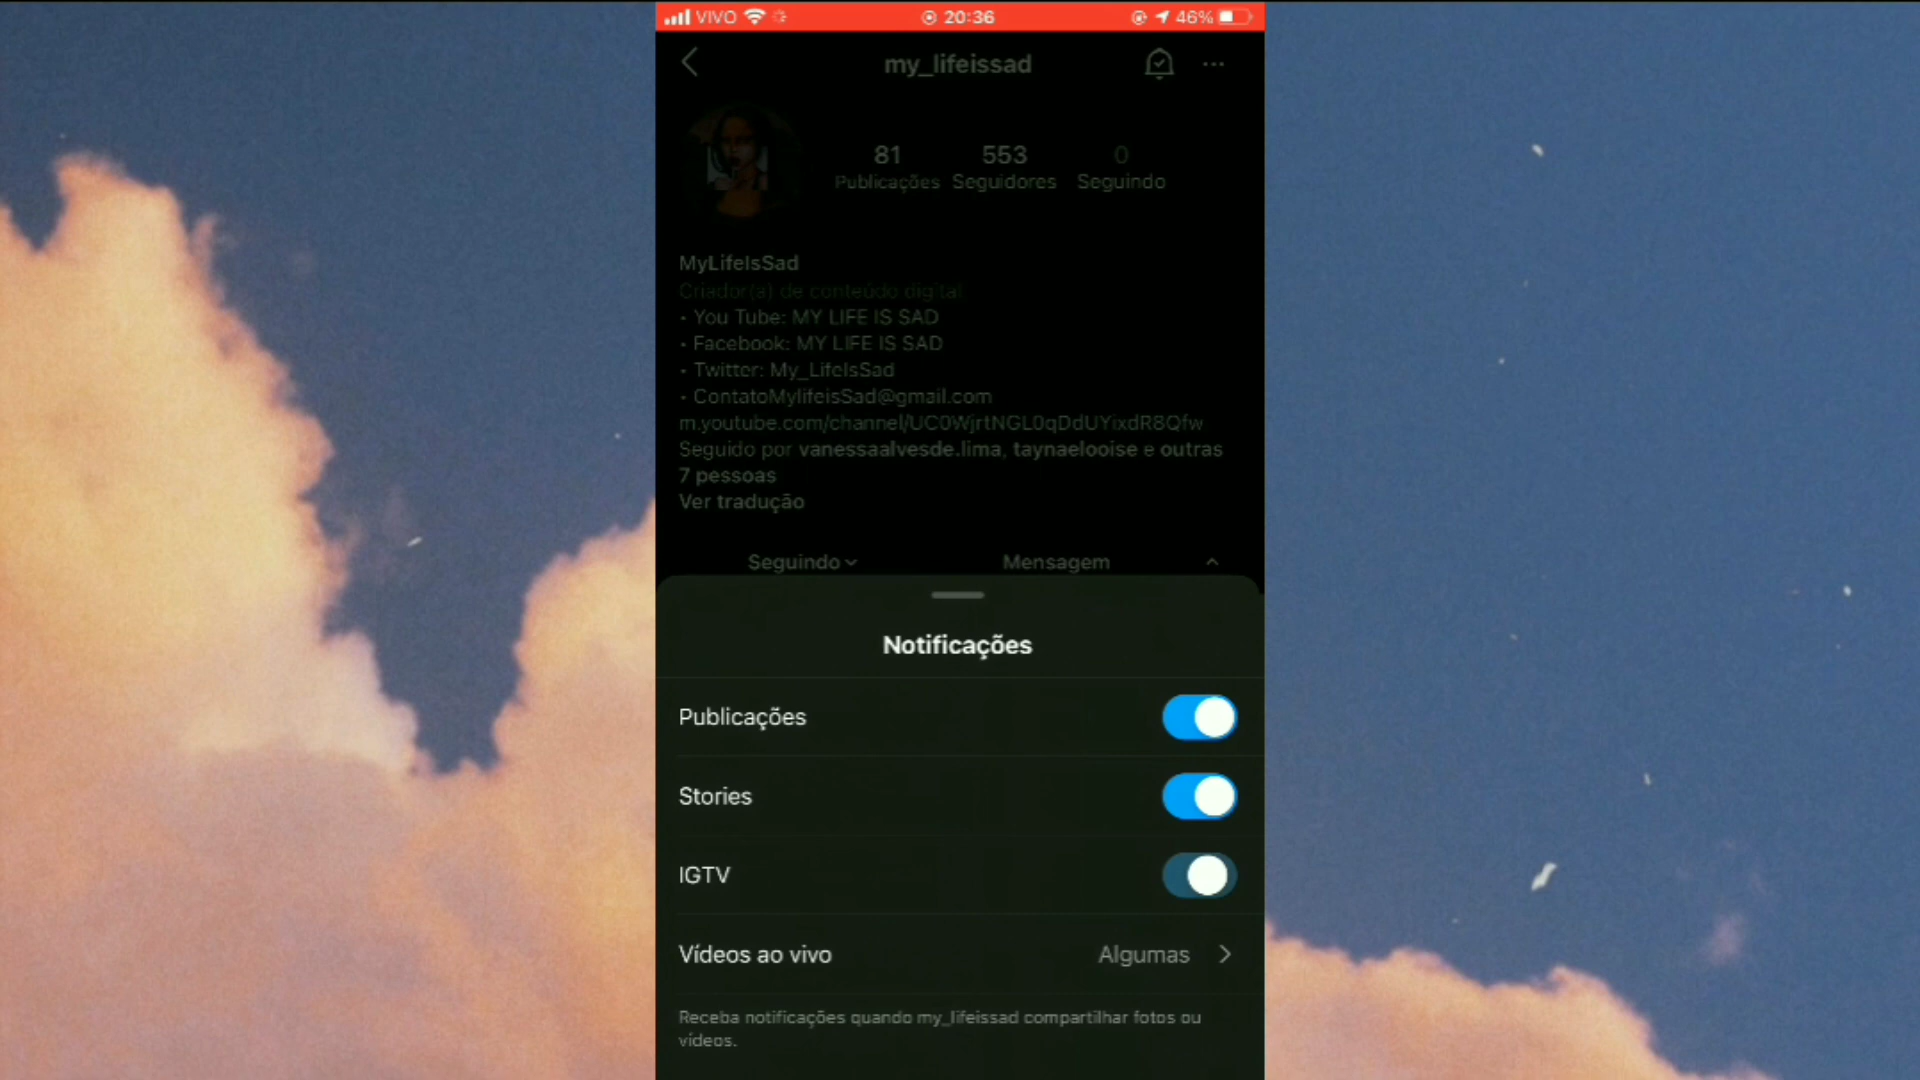 VIVO 20:36 46%
my_lifeissad
81 553 0
Publicações Seguidores Seguindo
MyLifeIsSad
Criador(a) de conteúdo digital
• You Tube: MY LIFE IS SAD
• Facebook: MY LIFE IS SAD
• Twitter: My_LifeIsSad
• ContatoMylifeisSad@gmail.com
m.youtube.com/channel/UC0WjrtNGL0qDdUYixdR8Qfw
Seguido por vanessaalvesde.lima, taynaelooise e outras
7 pessoas
Ver tradução
Seguindo Mensagem
Notificações
Publicações
Stories
IGTV
Vídeos ao vivo Algumas
Receba notificações quando my_lifeissad compartilhar fotos ou
vídeos.